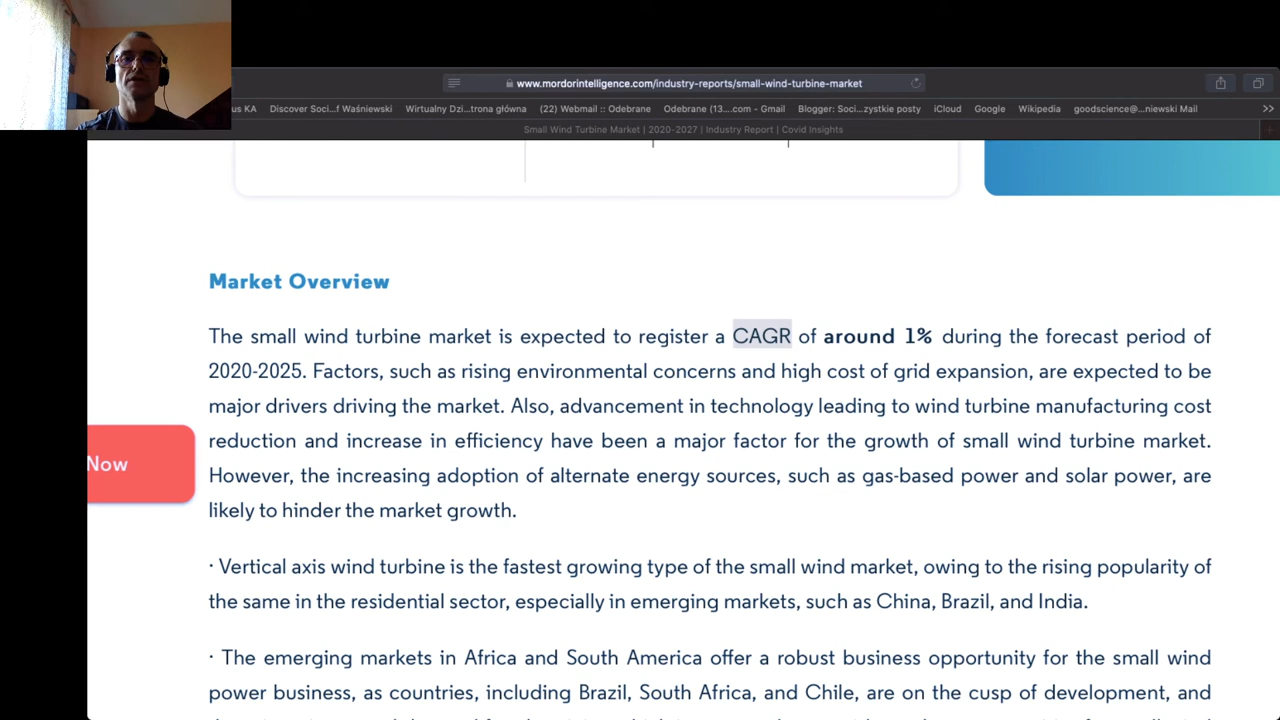 www.mordorintelligence.com/industry-reports/small-wind-turbine-market
us KA Discover Soci...f Waśniewski Wirtualny Dzi...trona główna (22) Webmail :: Odebrane Odebrane (13....com - Gmail Blogger: Soci...zystkie posty iCloud Google Wikipedia goodscience@...niewski Mail >>
Small Wind Turbine Market | 2020-2027 | Industry Report | Covid Insights
Market Overview
The small wind turbine market is expected to register a CAGR of around 1% during the forecast period of
2020-2025. Factors, such as rising environmental concerns and high cost of grid expansion, are expected to be
major drivers driving the market. Also, advancement in technology leading to wind turbine manufacturing cost
reduction and increase in efficiency have been a major factor for the growth of small wind turbine market.
Now
However, the increasing adoption of alternate energy sources, such as gas-based power and solar power, are
likely to hinder the market growth.
· Vertical axis wind turbine is the fastest growing type of the small wind market, owing to the rising popularity of
the same in the residential sector, especially in emerging markets, such as China, Brazil, and India.
· The emerging markets in Africa and South America offer a robust business opportunity for the small wind
power business, as countries, including Brazil, South Africa, and Chile, are on the cusp of development, and